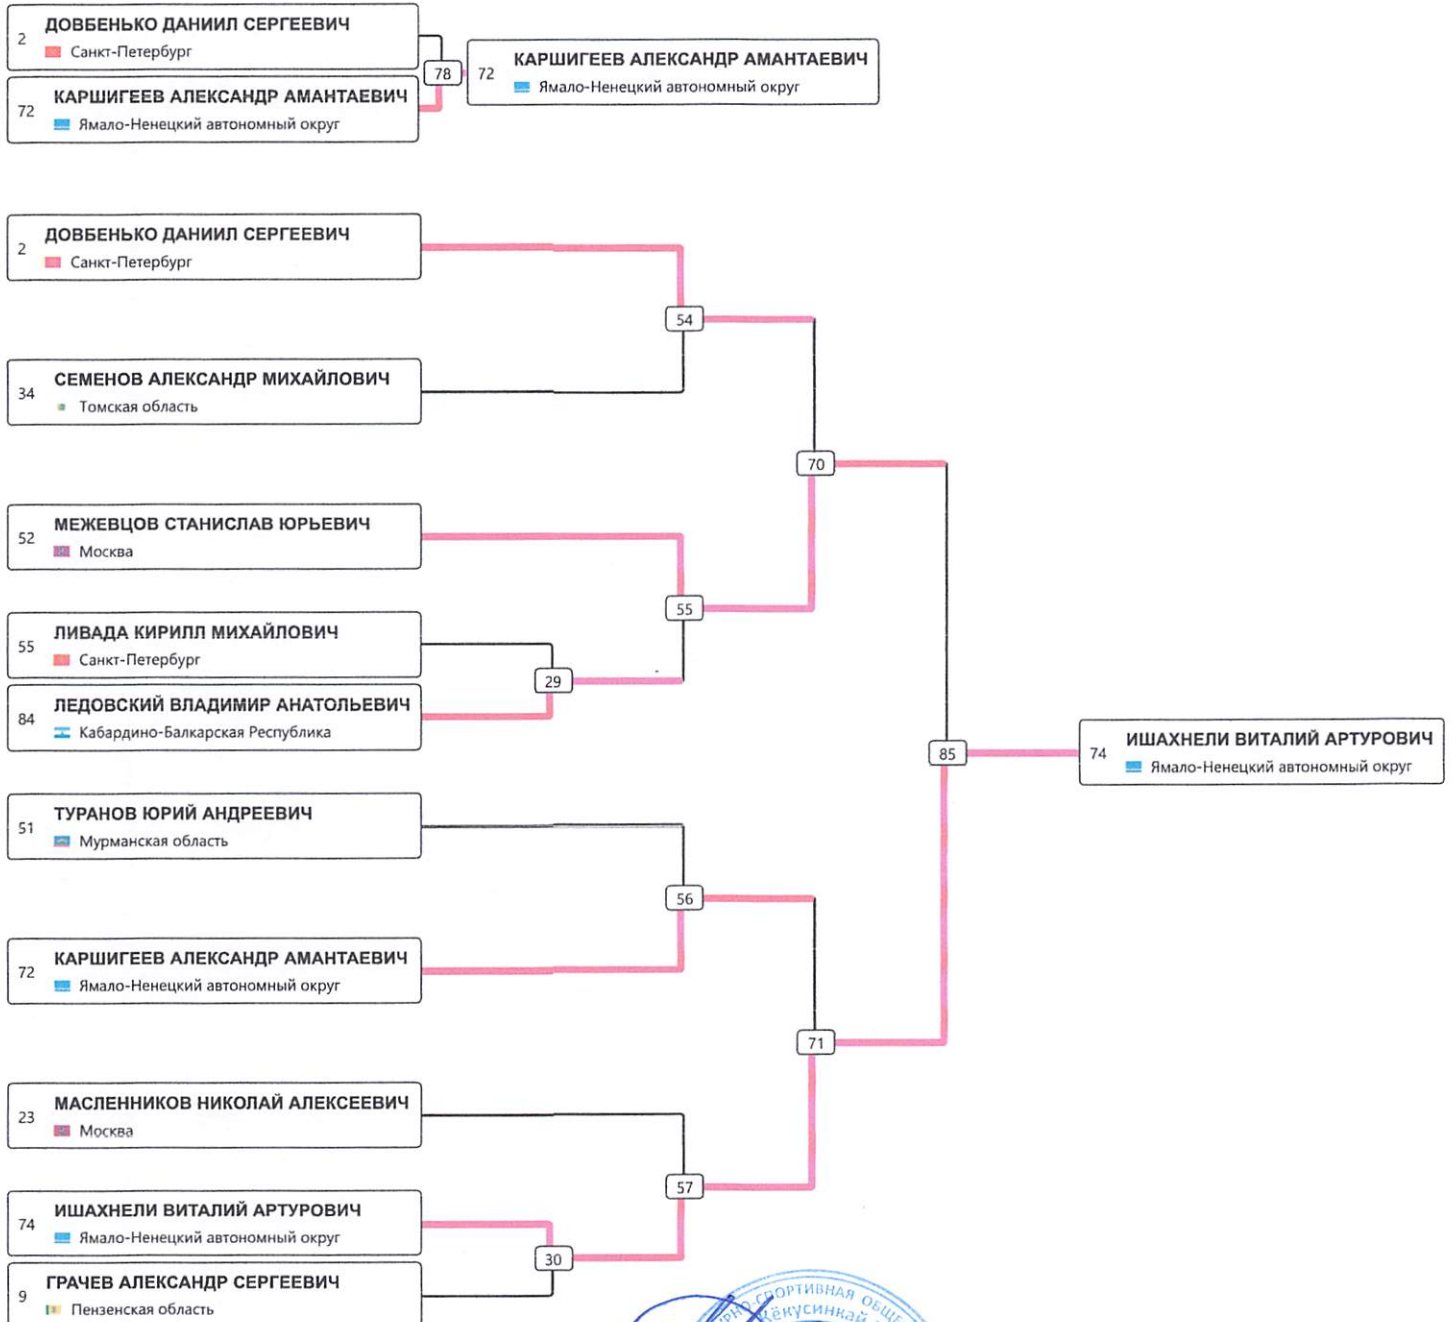 2 ДОВБЕНЬКО ДАНИИЛ СЕРГЕЕВИЧ
Санкт-Петербург
72 КАРШИГЕЕВ АЛЕКСАНДР АМАНТАЕВИЧ
Ямало-Ненецкий автономный округ
78
72 КАРШИГЕЕВ АЛЕКСАНДР АМАНТАЕВИЧ
Ямало-Ненецкий автономный округ
2 ДОВБЕНЬКО ДАНИИЛ СЕРГЕЕВИЧ
Санкт-Петербург
54
34 СЕМЕНОВ АЛЕКСАНДР МИХАЙЛОВИЧ
Томская область
70
52 МЕЖЕВЦОВ СТАНИСЛАВ ЮРЬЕВИЧ
Москва
55
55 ЛИВАДА КИРИЛЛ МИХАЙЛОВИЧ
Санкт-Петербург
29
84 ЛЕДОВСКИЙ ВЛАДИМИР АНАТОЛЬЕВИЧ
Кабардино-Балкарская Республика
85
74 ИШАХНЕЛИ ВИТАЛИЙ АРТУРОВИЧ
Ямало-Ненецкий автономный округ
51 ТУРАНОВ ЮРИЙ АНДРЕЕВИЧ
Мурманская область
56
72 КАРШИГЕЕВ АЛЕКСАНДР АМАНТАЕВИЧ
Ямало-Ненецкий автономный округ
71
23 МАСЛЕННИКОВ НИКОЛАЙ АЛЕКСЕЕВИЧ
Москва
57
74 ИШАХНЕЛИ ВИТАЛИЙ АРТУРОВИЧ
Ямало-Ненецкий автономный округ
30
9 ГРАЧЕВ АЛЕКСАНДР СЕРГЕЕВИЧ
Пензенская область